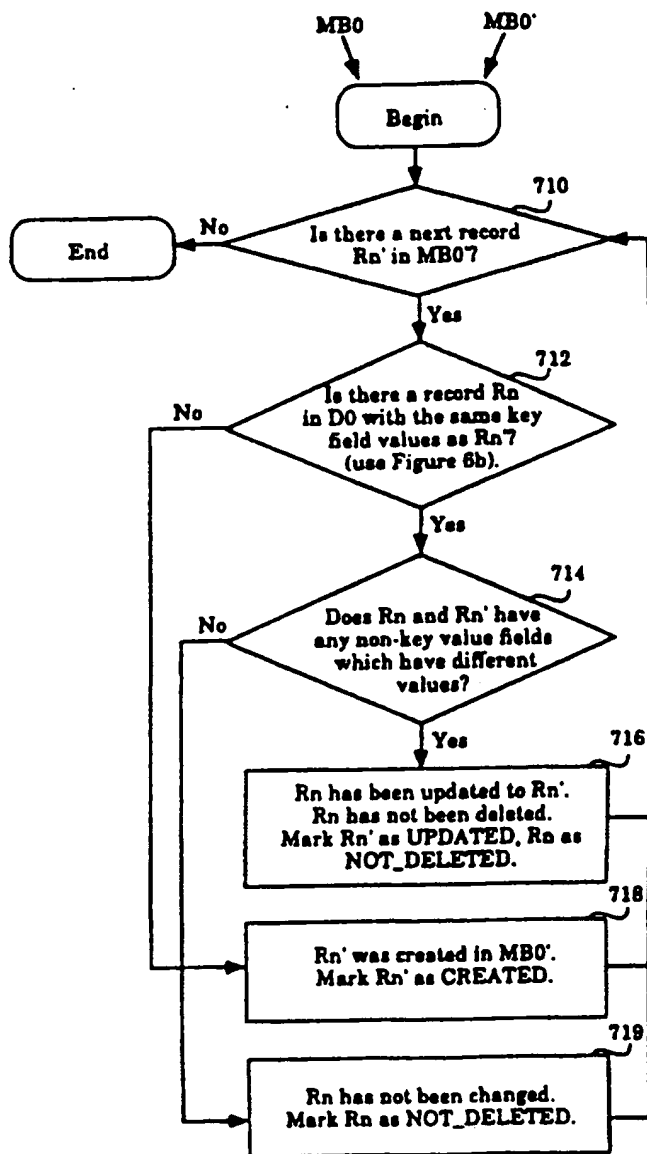 MB0
MB0'
Begin
710
No
End
Is there a next record
Rn' in MB0'?
Yes
712
Is there a record Rn
No
in D0 with the same key
field values as Rn'?
(use Figure 6b).
Yes
714
Does Rn and Rn' have
No
any non-key value fields
which have different
values?
Yes
716
Rn has been updated to Rn'.
Rn has not been deleted.
Mark Rn' as UPDATED, Rn as
NOT_DELETED.
718
Rn' was created in MB0'.
Mark Rn' as CREATED.
719
Rn has not been changed.
Mark Rn as NOT_DELETED.